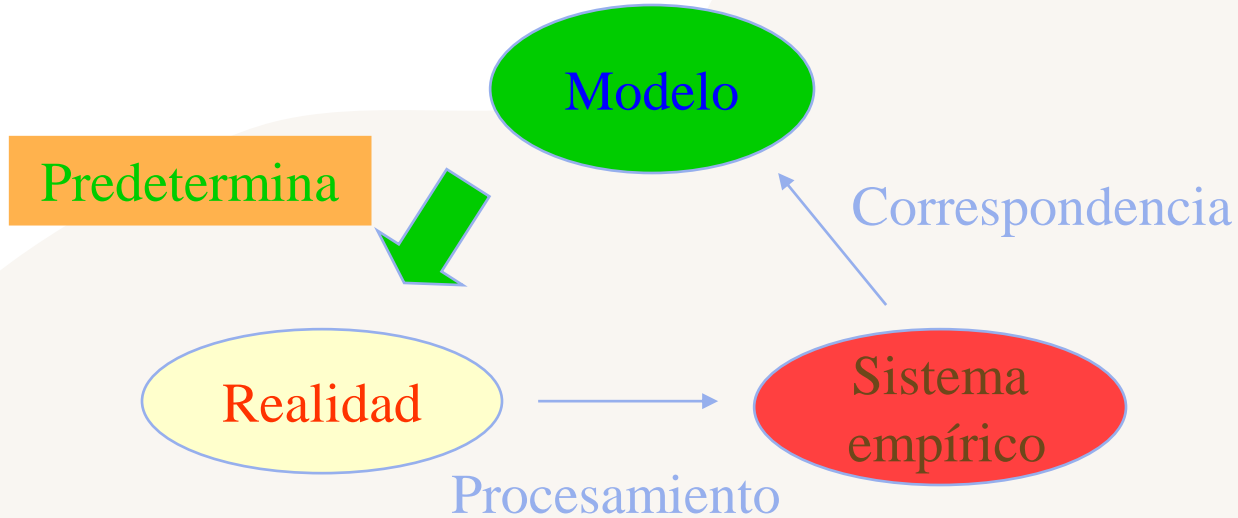 Modelo
Predetermina
Correspondencia
Realidad
Sistema
empírico
Procesamiento